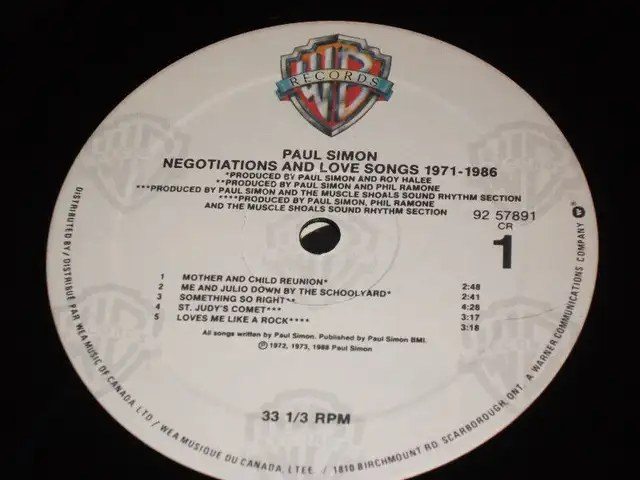 WB
RECORDS
PAUL SIMON
NEGOTIATIONS AND LOVE SONGS 1971-1986
*PRODUCED BY PAUL SIMON AND ROY HALEE
**PRODUCED BY PAUL SIMON AND PHIL RAMONE
***PRODUCED BY PAUL SIMON AND THE MUSCLE SHOALS SOUND RHYTHM SECTION
****PRODUCED BY PAUL SIMON, PHIL RAMONE
AND THE MUSCLE SHOALS SOUND RHYTHM SECTION
92 57891
CR
1
1 MOTHER AND CHILD REUNION* 2:48
2 ME AND JULIO DOWN BY THE SCHOOLYARD* 2:41
3 SOMETHING SO RIGHT** 4:28
4 ST. JUDY'S COMET*** 3:17
5 LOVES ME LIKE A ROCK**** 3:18
All songs written by Paul Simon. Published by Paul Simon BMI.
℗ 1972, 1973, 1988 Paul Simon
33 1/3 RPM
DISTRIBUTED BY / DISTRIBUÉ PAR WEA MUSIC OF CANADA, LTD / WEA MUSIQUE DU CANADA, LTEE. / 1810 BIRCHMOUNT RD. SCARBOROUGH, ONT. A WARNER COMMUNICATIONS COMPANY